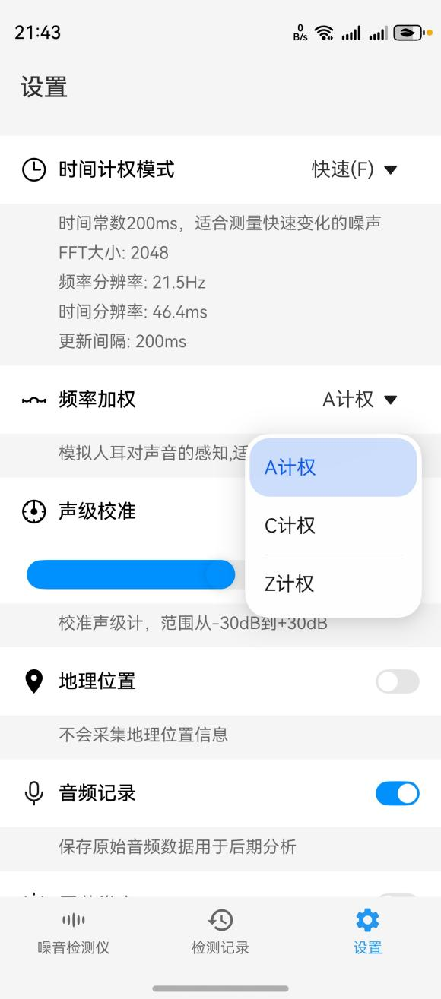 21:43
0
B/s
设置
时间计权模式
快速(F)
时间常数200ms，适合测量快速变化的噪声
FFT大小: 2048
频率分辨率: 21.5Hz
时间分辨率: 46.4ms
更新间隔: 200ms
频率加权
A计权
模拟人耳对声音的感知,适
A计权
C计权
Z计权
声级校准
校准声级计，范围从-30dB到+30dB
地理位置
不会采集地理位置信息
音频记录
保存原始音频数据用于后期分析
噪音检测仪
检测记录
设置